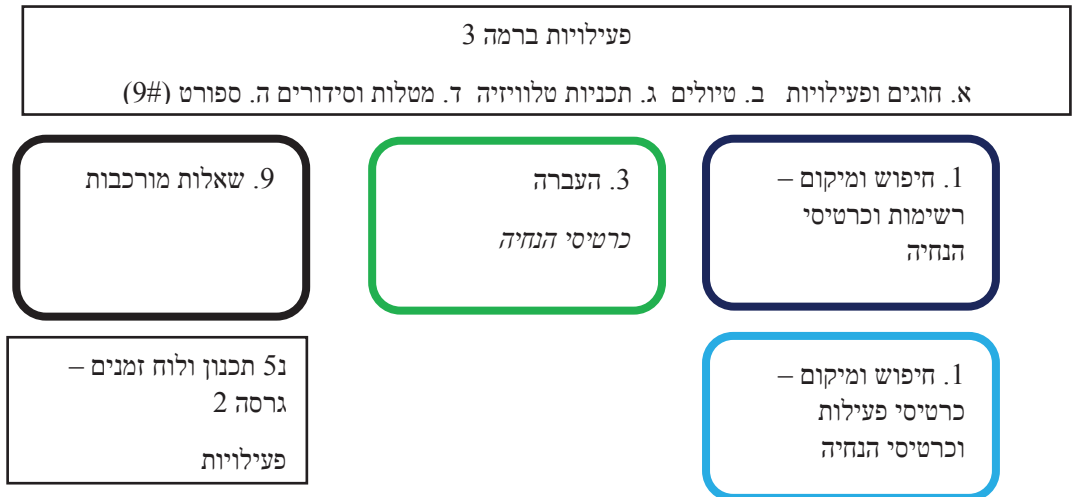 פעילויות ברמה 3
א. חוגים ופעילויות ב. טיולים ג. תכניות טלוויזיה ד. מטלות וסידורים ה. ספורט (#9)
1. חיפוש ומיקום –
רשימות וכרטיסי
הנחיה
3. העברה
כרטיסי הנחיה
9. שאלות מורכבות
1. חיפוש ומיקום –
כרטיסי פעילות
וכרטיסי הנחיה
נ5 תכנון ולוח זמנים –
גרסה 2
פעילויות